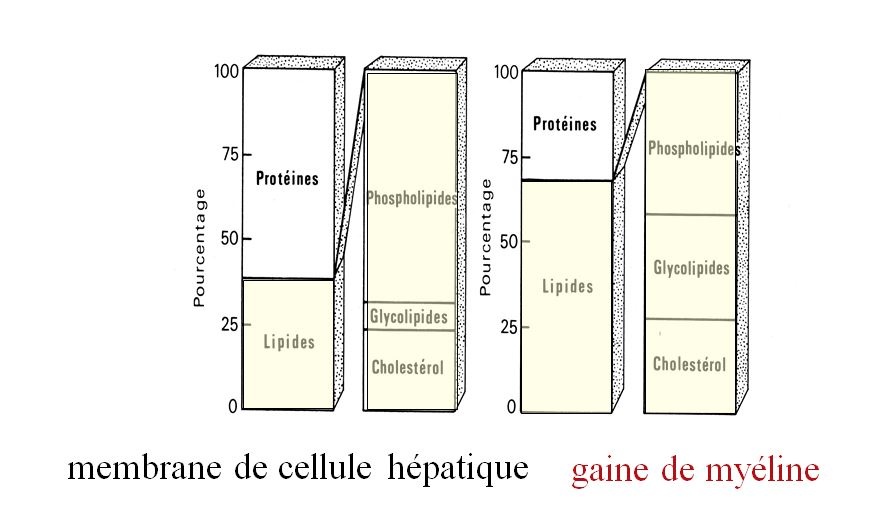 100
75
50
25
0
Pourcentage
Protéines
Lipides
Phospholipides
Glycolipides
Cholestérol
100
75
50
25
0
Pourcentage
Protéines
Lipides
Phospholipides
Glycolipides
Cholestérol
membrane de cellule hépatique
gaine de myéline